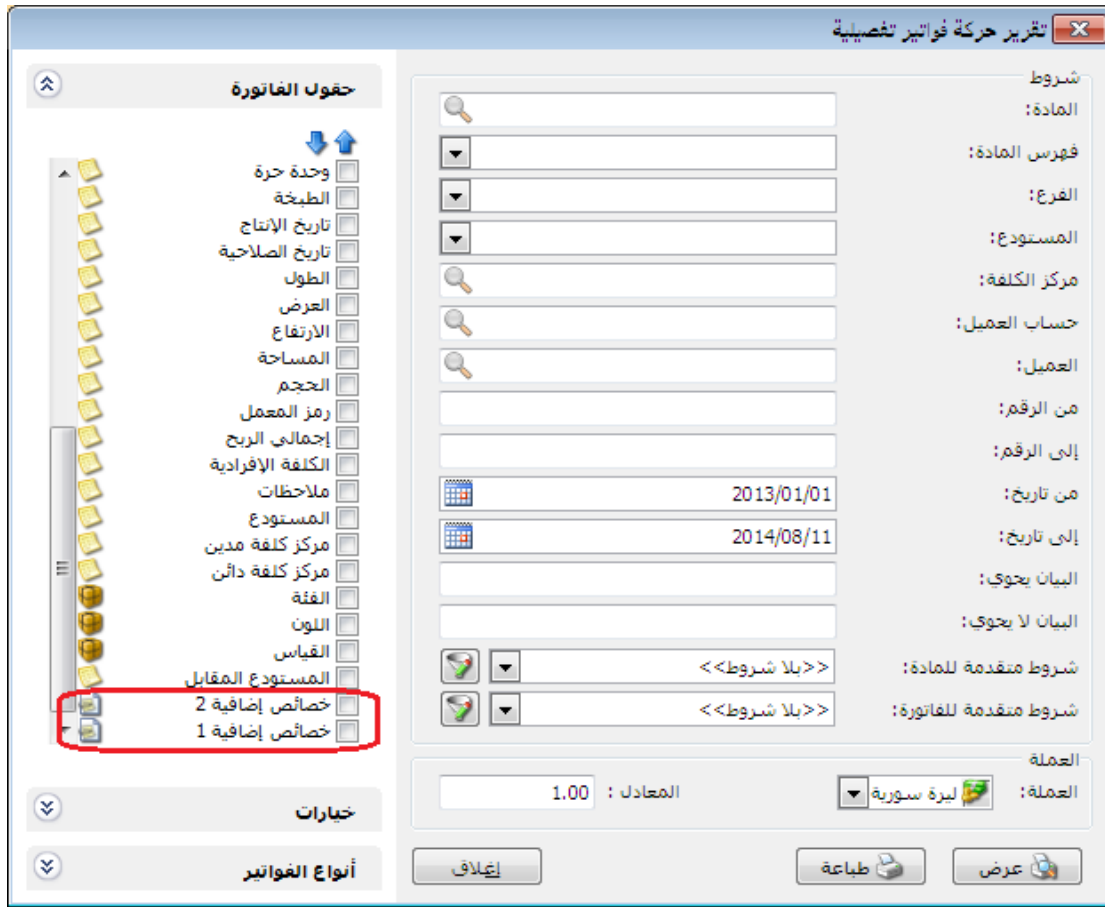 تقرير حركة فواتير تفصيلية
شروط
المادة:
فهرس المادة:
الفرع:
المستودع:
مركز الكلفة:
حساب العميل:
العميل:
من الرقم:
إلى الرقم:
من تاريخ: 2013/01/01
إلى تاريخ: 2014/08/11
البيان يحوي:
البيان لا يحوي:
شروط متقدمة للمادة: <<بلا شروط>>
شروط متقدمة للفاتورة: <<بلا شروط>>
العملة
العملة: ليرة سورية المعادل : 1.00
عرض طباعة إغلاق
حقول الفاتورة
وحدة حرة
الطبخة
تاريخ الإنتاج
تاريخ الصلاحية
الطول
العرض
الارتفاع
المساحة
الحجم
رمز المعمل
إجمالي الربح
الكلفة الإفرادية
ملاحظات
المستودع
مركز كلفة مدين
مركز كلفة دائن
الفئة
اللون
القياس
المستودع المقابل
خصائص إضافية 2
خصائص إضافية 1
خيارات
أنواع الفواتير